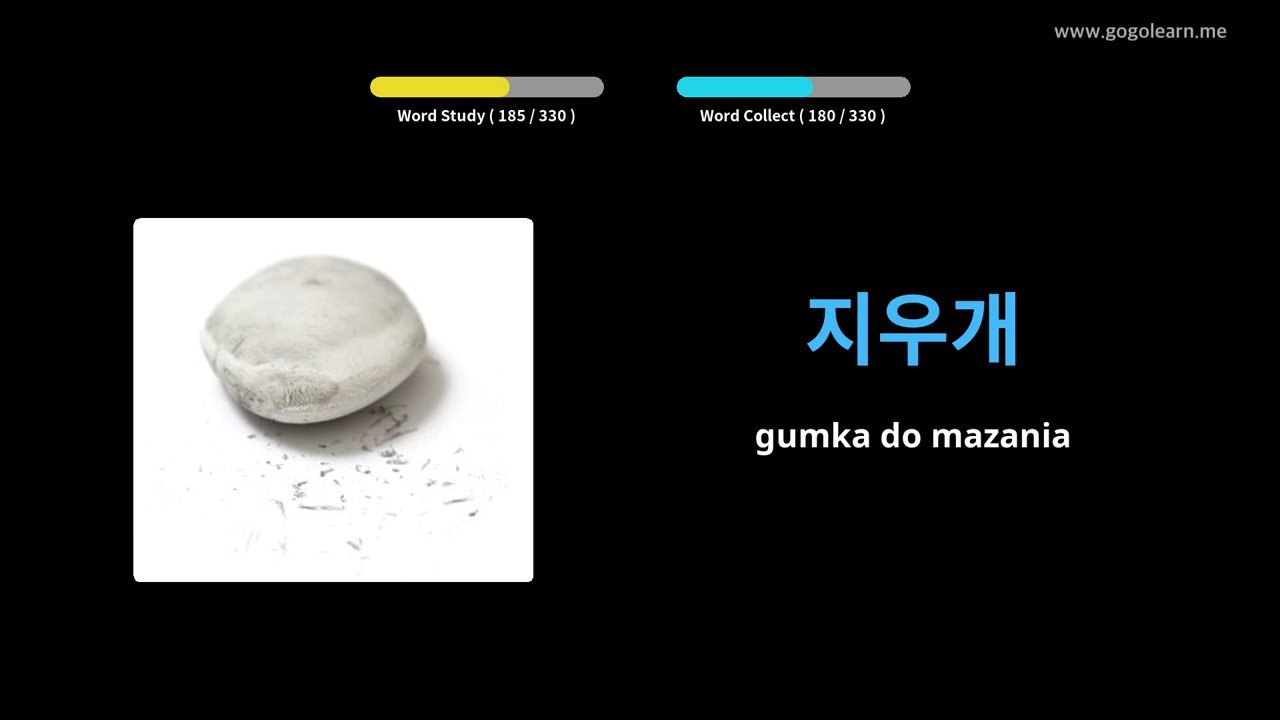 www.gogolearn.me
Word Study ( 185 / 330 )
Word Collect ( 180 / 330 )
지우개
gumka do mazania